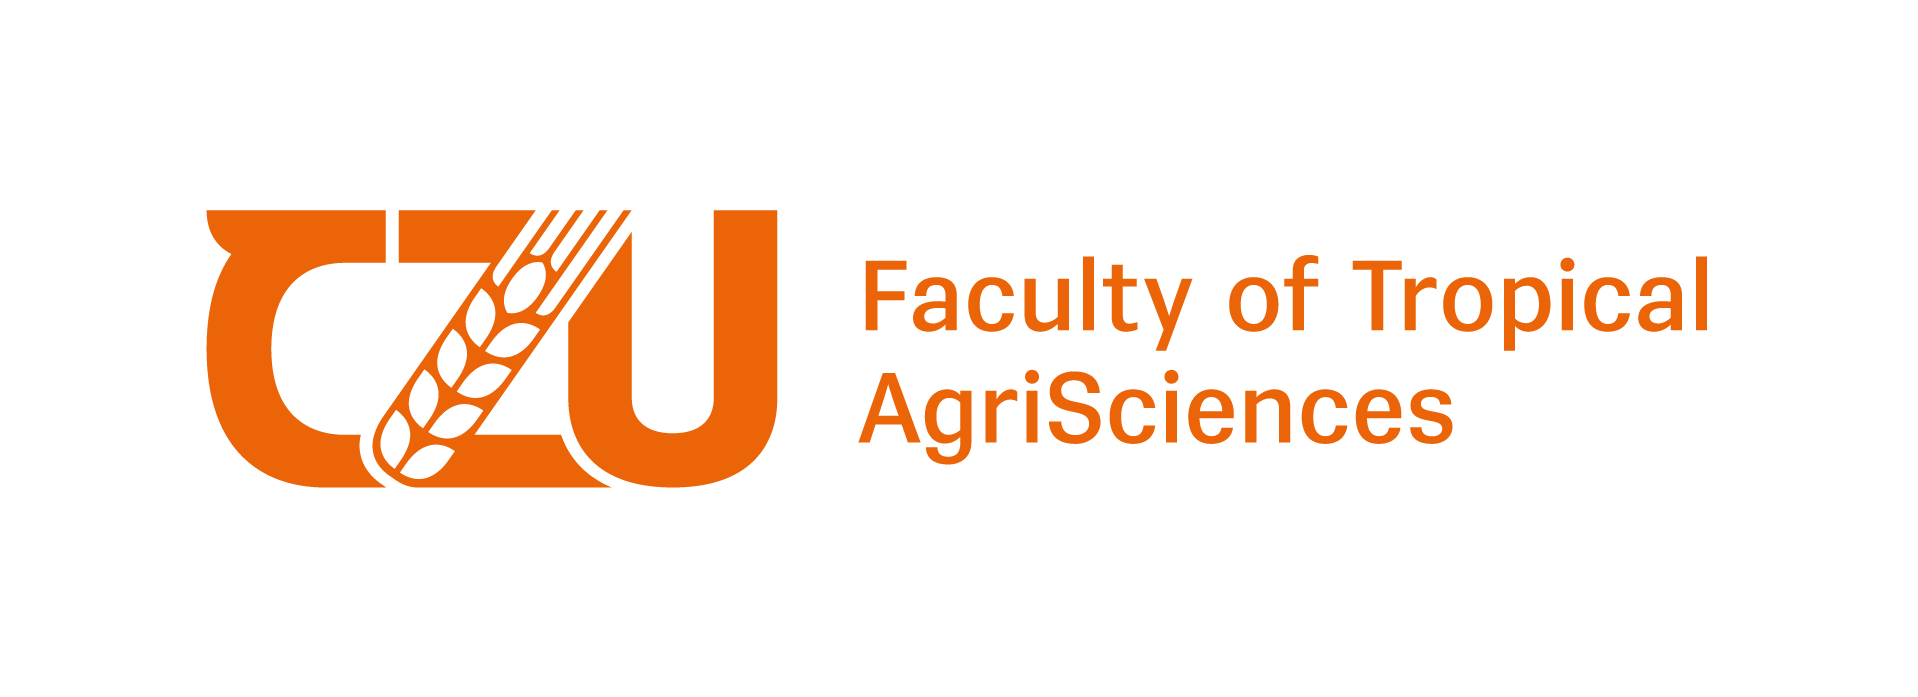 CZU
Faculty of Tropical
AgriSciences